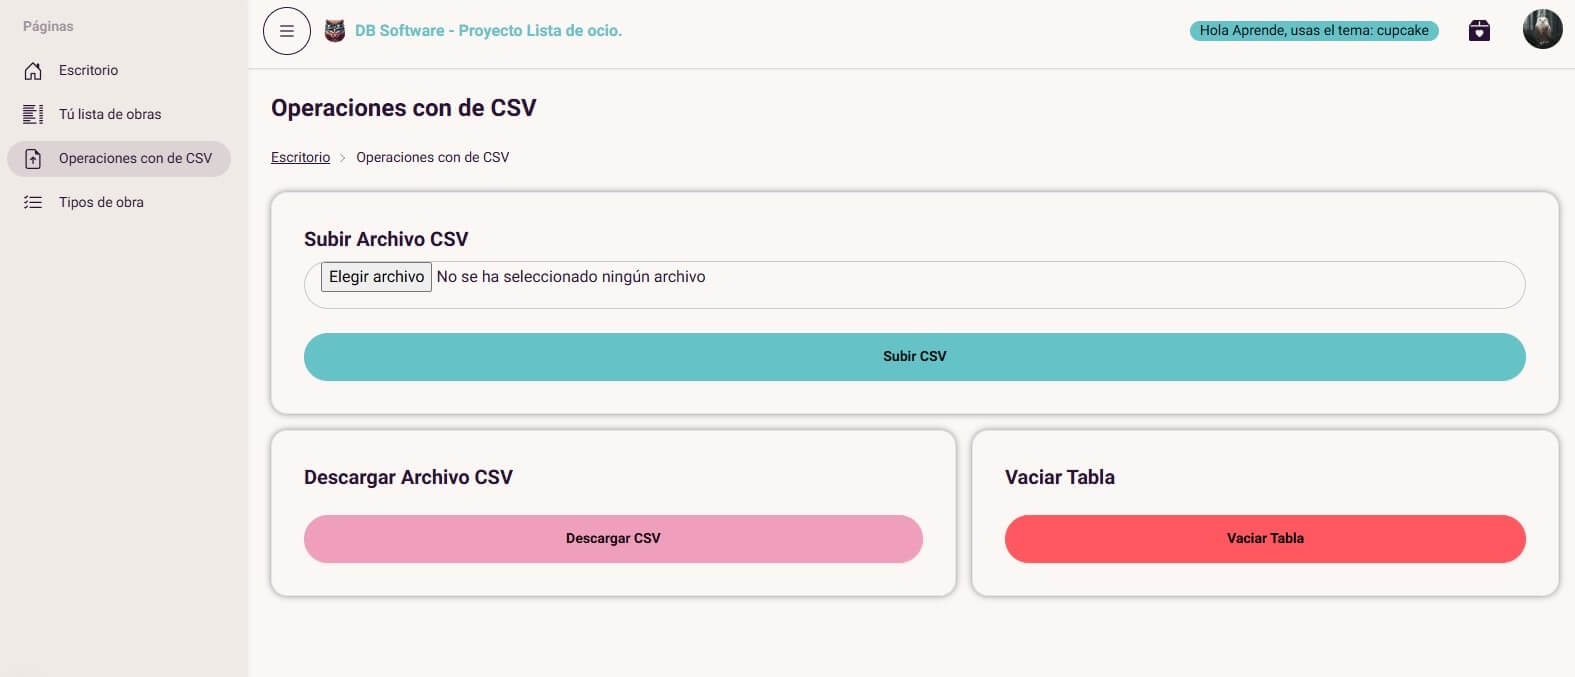 Páginas
Escritorio
Tú lista de obras
Operaciones con de CSV
Tipos de obra
DB Software - Proyecto Lista de ocio.
Hola Aprende, usas el tema: cupcake
Operaciones con de CSV
Escritorio > Operaciones con de CSV
Subir Archivo CSV
Elegir archivo No se ha seleccionado ningún archivo
Subir CSV
Descargar Archivo CSV
Descargar CSV
Vaciar Tabla
Vaciar Tabla